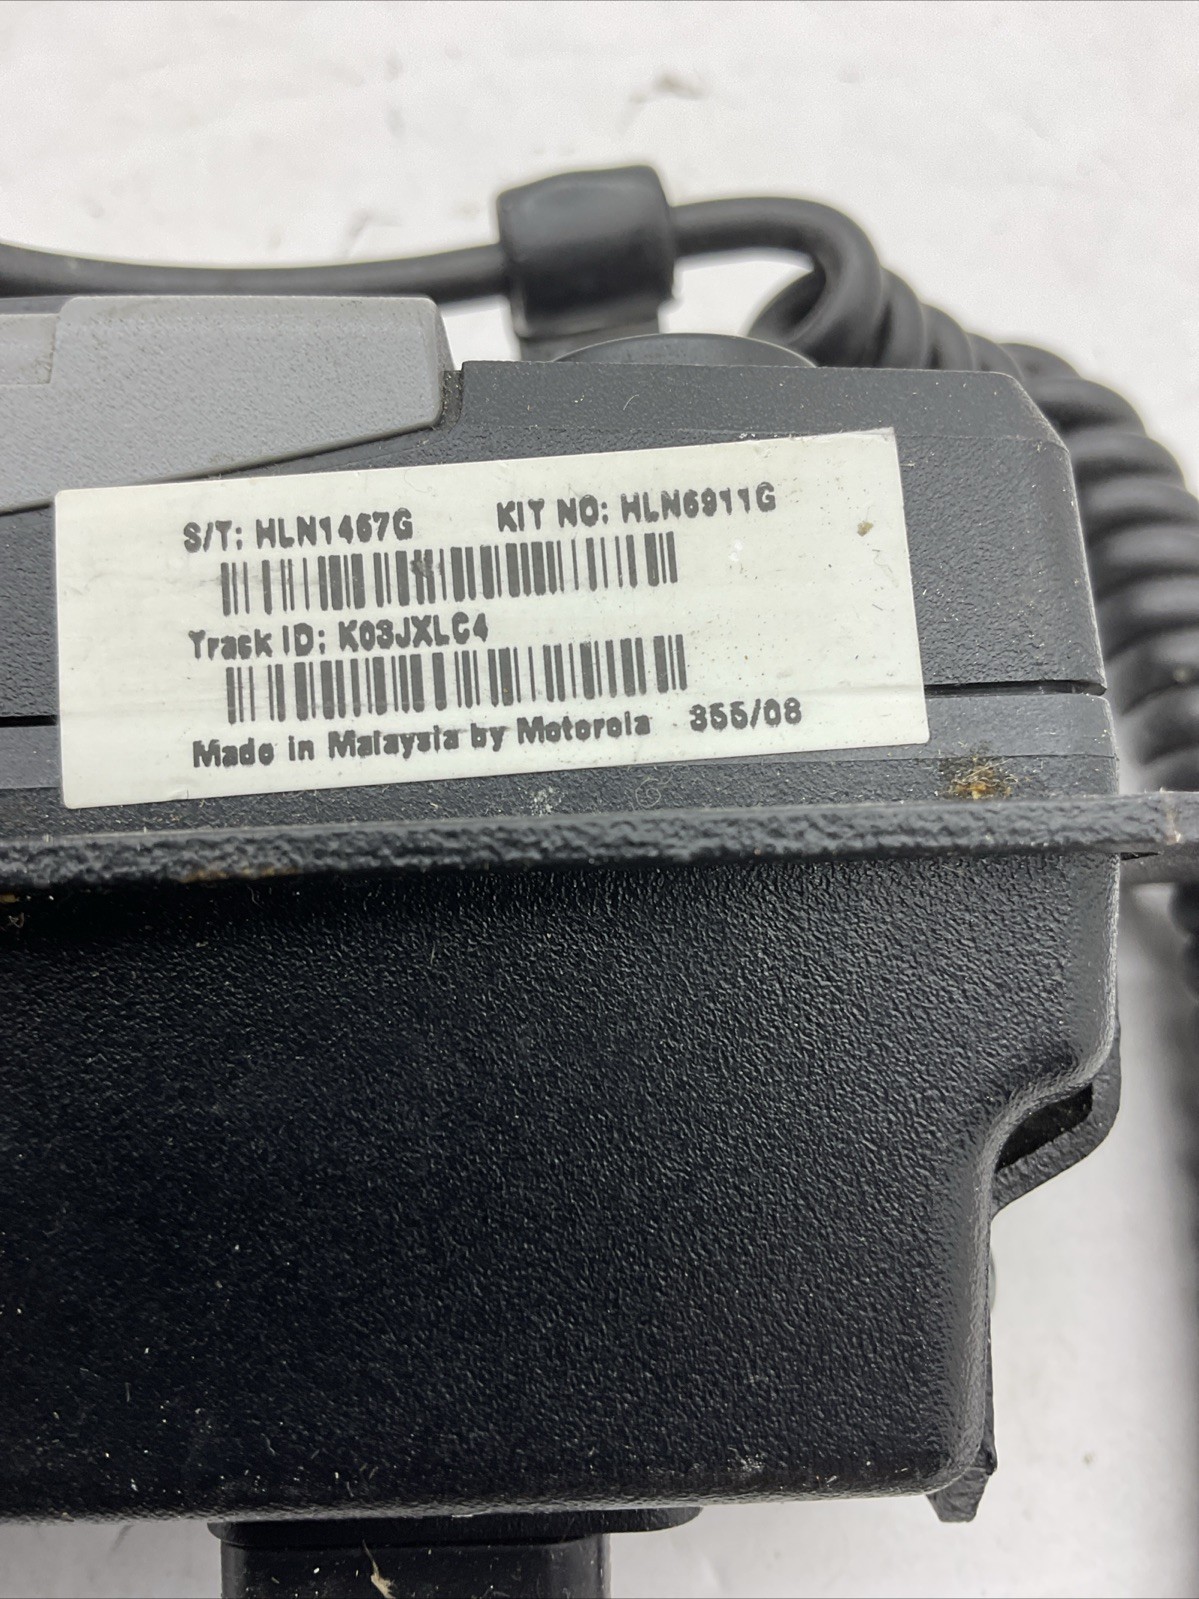 S/T: HLN1467G KIT NO: HLN6911G
Track ID: K03JXLC4
Made in Malaysia by Motorola 355/08